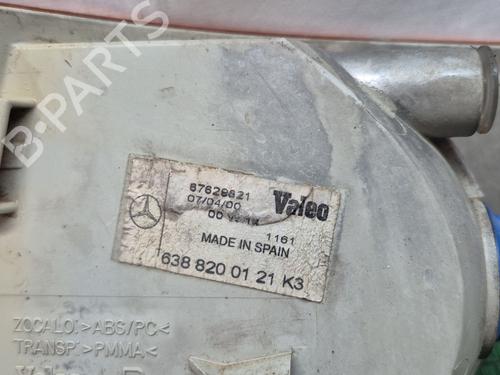 B-PARTS
67628621
07/04/00
Valeo
1161
MADE IN SPAIN
638 820 01 21 K3
ZOCALO:>ABS/PC<
TRANSP:>PMMA<